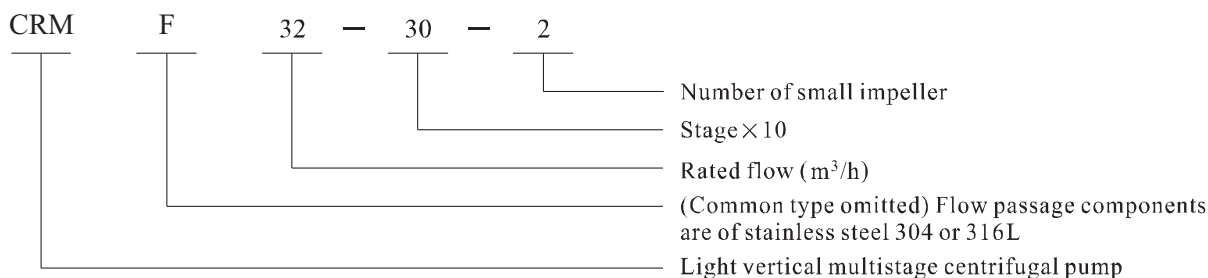 CRM F 32 - 30 - 2
Number of small impeller
Stage×10
Rated flow (m³/h)
(Common type omitted) Flow passage components
are of stainless steel 304 or 316L
Light vertical multistage centrifugal pump